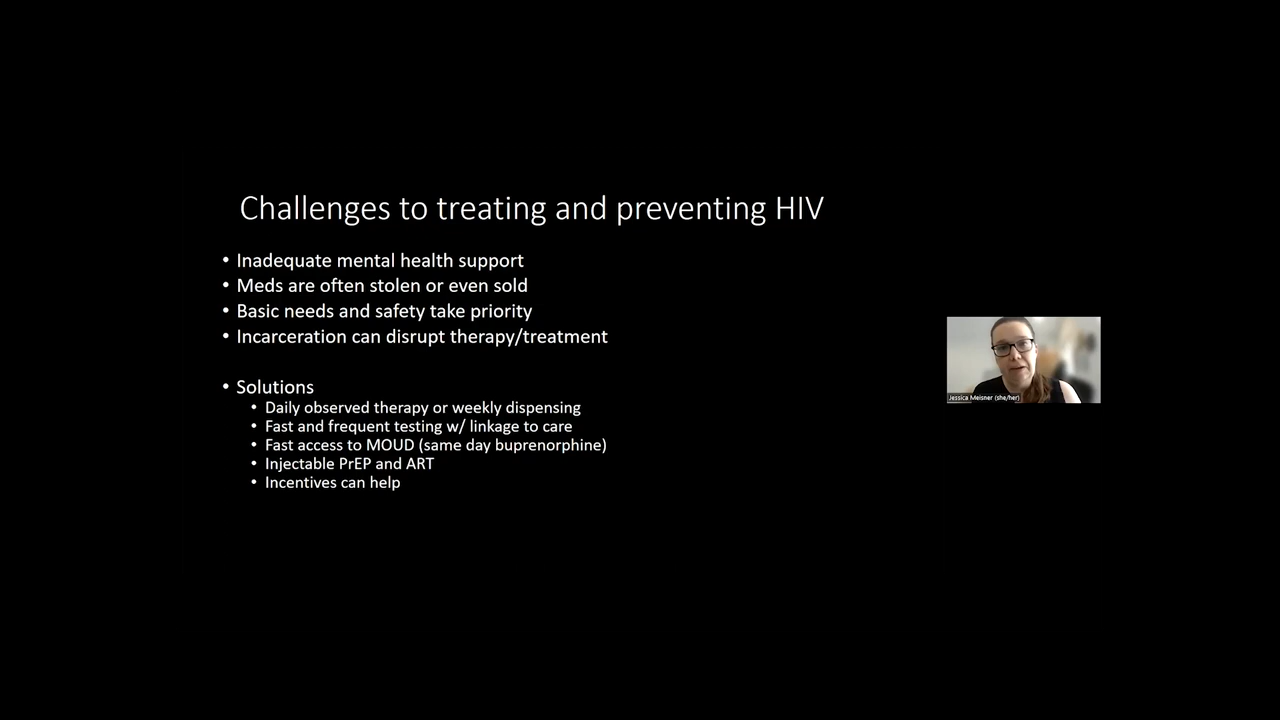 Challenges to treating and preventing HIV
• Inadequate mental health support
• Meds are often stolen or even sold
• Basic needs and safety take priority
• Incarceration can disrupt therapy/treatment
• Solutions
• Daily observed therapy or weekly dispensing
• Fast and frequent testing w/ linkage to care
• Fast access to MOUD (same day buprenorphine)
• Injectable PrEP and ART
• Incentives can help
Jessica Meisner (she/her)